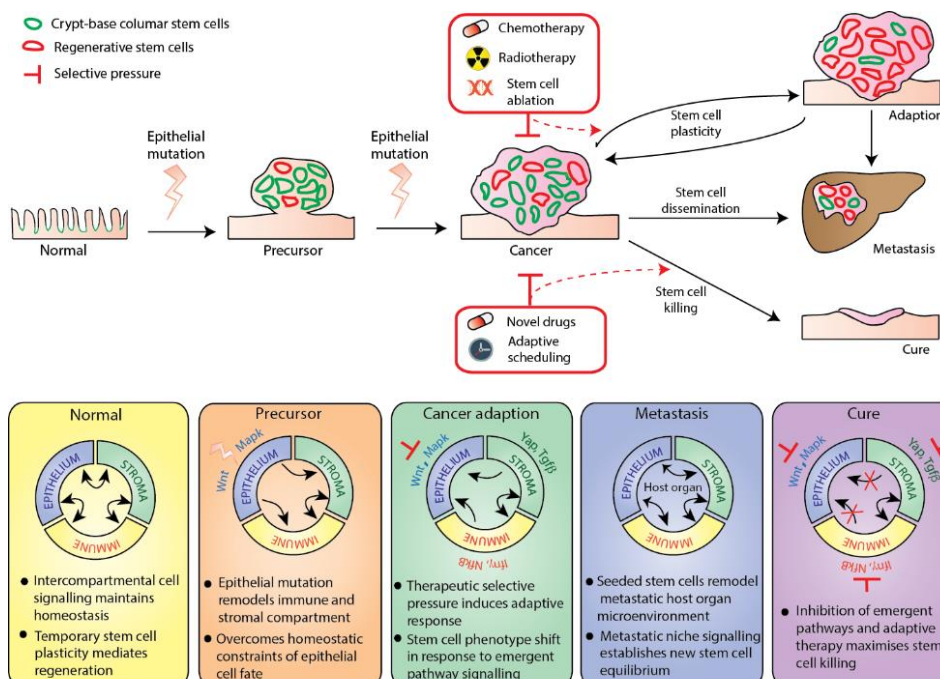 Crypt-base columar stem cells
Regenerative stem cells
Selective pressure
Chemotherapy
Radiotherapy
Stem cell
ablation
Epithelial
mutation
Epithelial
mutation
Stem cell
plasticity
Adaption
Stem cell
dissemination
Normal
Precursor
Cancer
Metastasis
Stem cell
killing
Novel drugs
Adaptive
scheduling
Cure
Normal
EPITHELIUM
STROMA
IMMUNE
● Intercompartmental cell
signalling maintains
homeostasis
● Temporary stem cell
plasticity mediates
regeneration
Precursor
Wnt Mapk
EPITHELIUM
STROMA
IMMUNE
● Epithelial mutation
remodels immune and
stromal compartment
● Overcomes homeostatic
constraints of epithelial
cell fate
Cancer adaption
Wnt, Mapk
Yap, Tgfβ
EPITHELIUM
STROMA
IMMUNE
Ifnγ, NfkB
● Therapeutic selective
pressure induces adaptive
response
● Stem cell phenotype shift
in response to emergent
pathway signalling
Metastasis
EPITHELIUM
STROMA
Host organ
IMMUNE
● Seeded stem cells remodel
metastatic host organ
microenvironment
● Metastatic niche signalling
establishes new stem cell
equilibrium
Cure
Wnt, Mapk
Yap, Tgfβ
EPITHELIUM
STROMA
IMMUNE
Ifnγ, NfkB
● Inhibition of emergent
pathways and adaptive
therapy maximises stem
cell killing